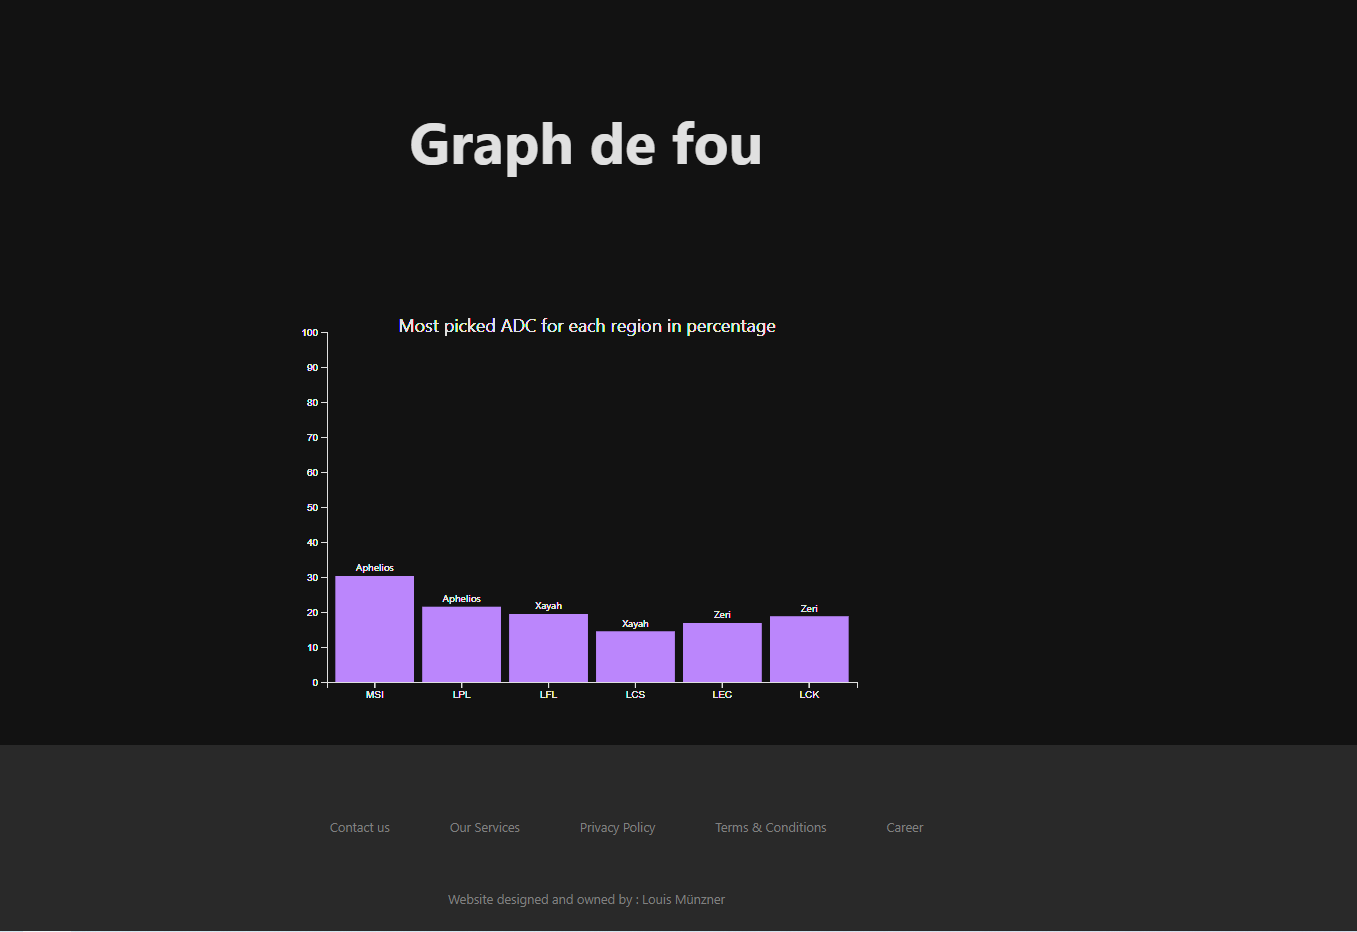 Graph de fou
Most picked ADC for each region in percentage
100
90
80
70
60
50
40
30
20
10
0
Aphelios
Aphelios
Xayah
Xayah
Zeri
Zeri
MSI LPL LFL LCS LEC LCK
Contact us Our Services Privacy Policy Terms & Conditions Career
Website designed and owned by : Louis Münzner